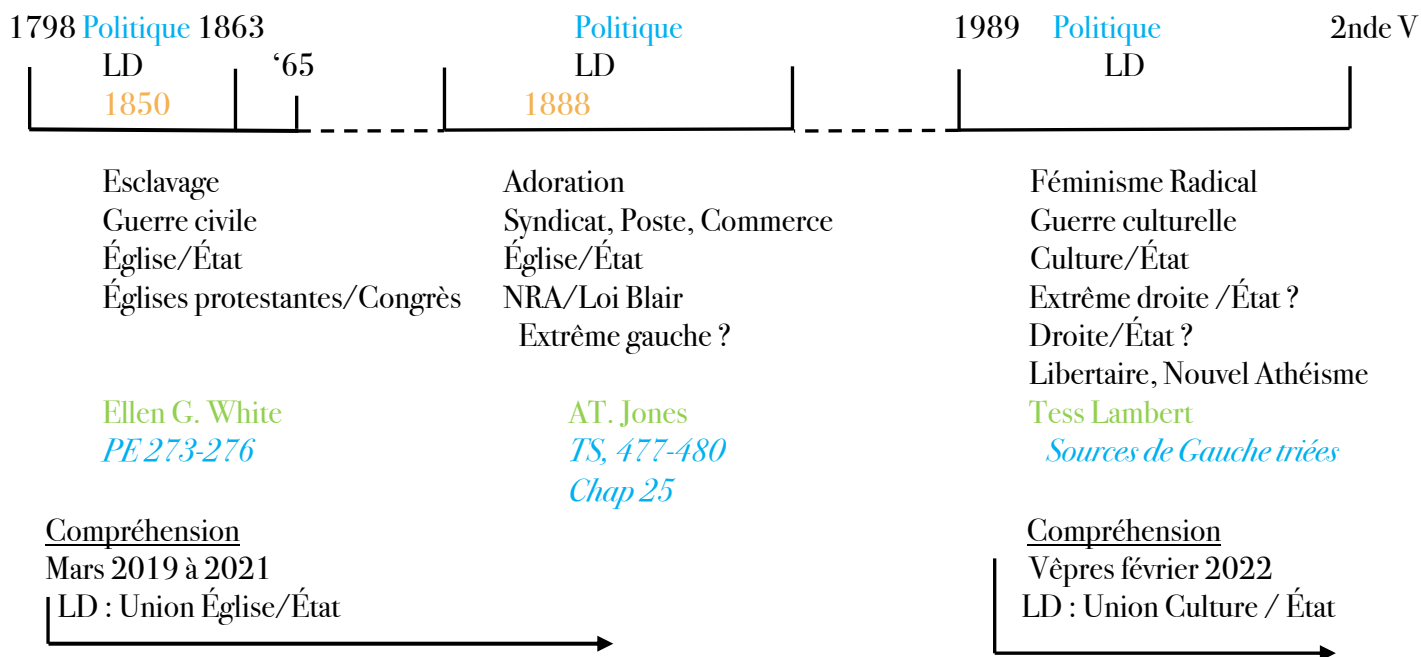 1798 Politique 1863
LD ‘65
1850
Politique
LD
1888
1989 Politique 2nde V
LD
Esclavage
Guerre civile
Église/État
Églises protestantes/Congrès
Adoration
Syndicat, Poste, Commerce
Église/État
NRA/Loi Blair
Extrême gauche ?
Féminisme Radical
Guerre culturelle
Culture/État
Extrême droite /État ?
Droite/État ?
Libertaire, Nouvel Athéisme
Ellen G. White
PE 273-276
AT. Jones
TS, 477-480
Chap 25
Tess Lambert
Sources de Gauche triées
Compréhension
Mars 2019 à 2021
LD : Union Église/État
Compréhension
Vêpres février 2022
LD : Union Culture / État